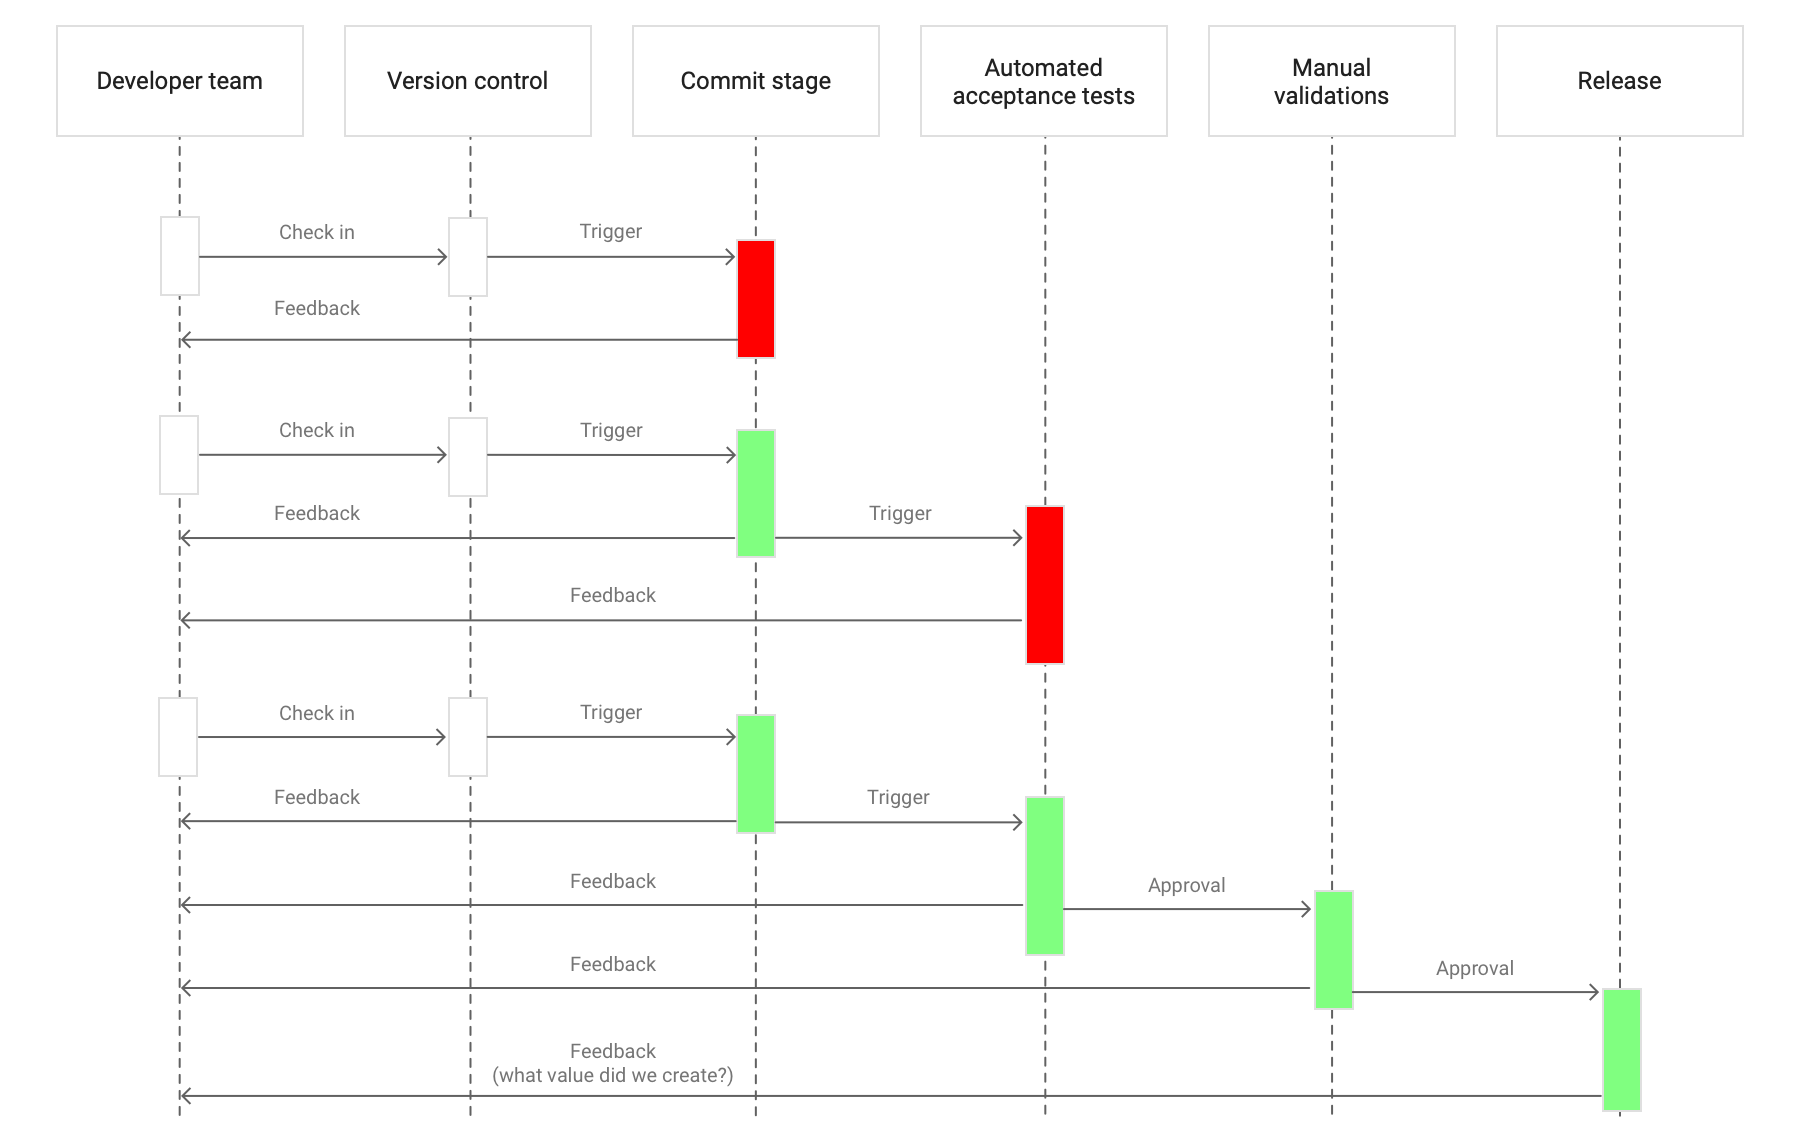 Developer team
Version control
Commit stage
Automated
acceptance tests
Manual
validations
Release
Check in
Trigger
Feedback
Check in
Trigger
Feedback
Trigger
Feedback
Check in
Trigger
Feedback
Trigger
Feedback
Approval
Feedback
Approval
Feedback
(what value did we create?)